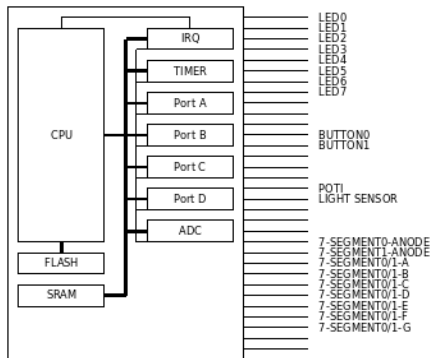 IRQ
TIMER
Port A
CPU
Port B
Port C
Port D
ADC
FLASH
SRAM
LED0
LED1
LED2
LED3
LED4
LED5
LED6
LED7
BUTTON0
BUTTON1
POTI
LIGHT SENSOR
7-SEGMENT0-ANODE
7-SEGMENT1-ANODE
7-SEGMENT0/1-A
7-SEGMENT0/1-B
7-SEGMENT0/1-C
7-SEGMENT0/1-D
7-SEGMENT0/1-E
7-SEGMENT0/1-F
7-SEGMENT0/1-G